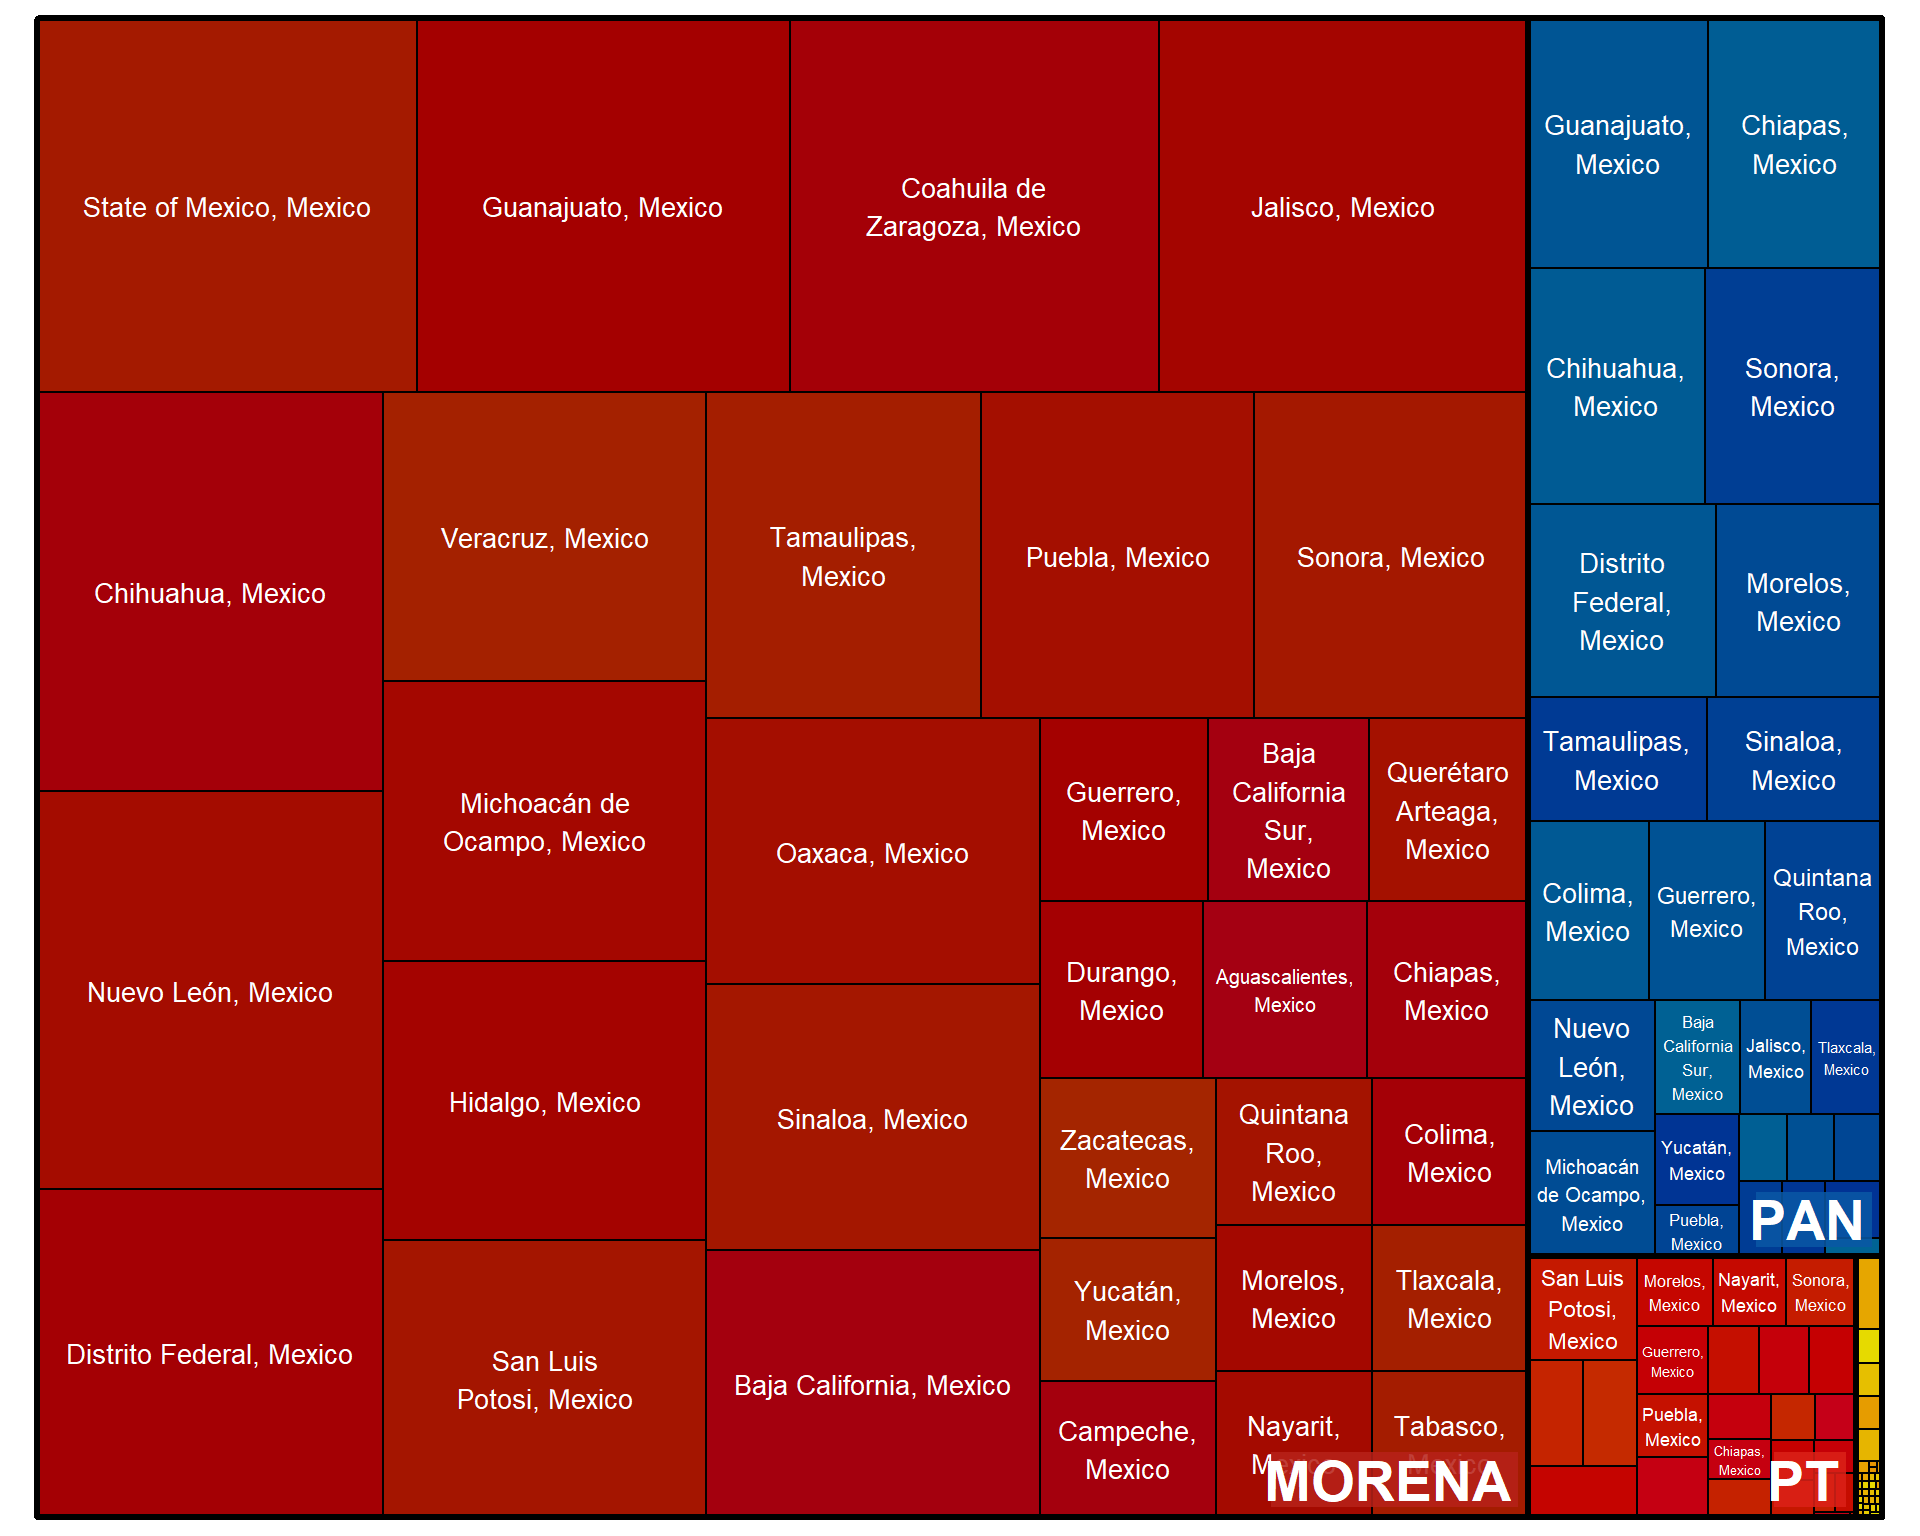 State of Mexico, Mexico
Guanajuato, Mexico
Coahuila de
Zaragoza, Mexico
Jalisco, Mexico
Chihuahua, Mexico
Nuevo León, Mexico
Distrito Federal, Mexico
Veracruz, Mexico
Michoacán de
Ocampo, Mexico
Hidalgo, Mexico
San Luis
Potosi, Mexico
Tamaulipas,
Mexico
Puebla, Mexico
Sonora, Mexico
Oaxaca, Mexico
Sinaloa, Mexico
Baja California, Mexico
Guerrero,
Mexico
Baja
California
Sur,
Mexico
Querétaro
Arteaga,
Mexico
Durango,
Mexico
Aguascalientes,
Mexico
Chiapas,
Mexico
Zacatecas,
Mexico
Quintana
Roo,
Mexico
Colima,
Mexico
Yucatán,
Mexico
Morelos,
Mexico
Tlaxcala,
Mexico
Campeche,
Mexico
Nayarit,
Mexico
Tabasco,
Mexico
MORENA
Guanajuato,
Mexico
Chiapas,
Mexico
Chihuahua,
Mexico
Sonora,
Mexico
Distrito
Federal,
Mexico
Morelos,
Mexico
Tamaulipas,
Mexico
Sinaloa,
Mexico
Colima,
Mexico
Guerrero,
Mexico
Quintana
Roo,
Mexico
Nuevo
León,
Mexico
Baja
California
Sur,
Mexico
Jalisco,
Mexico
Tlaxcala,
Mexico
Michoacán
de Ocampo,
Mexico
Yucatán,
Mexico
Puebla,
Mexico
PAN
San Luis
Potosi,
Mexico
Morelos,
Mexico
Nayarit,
Mexico
Sonora,
Mexico
Guerrero,
Mexico
Puebla,
Mexico
Chiapas,
Mexico
PT